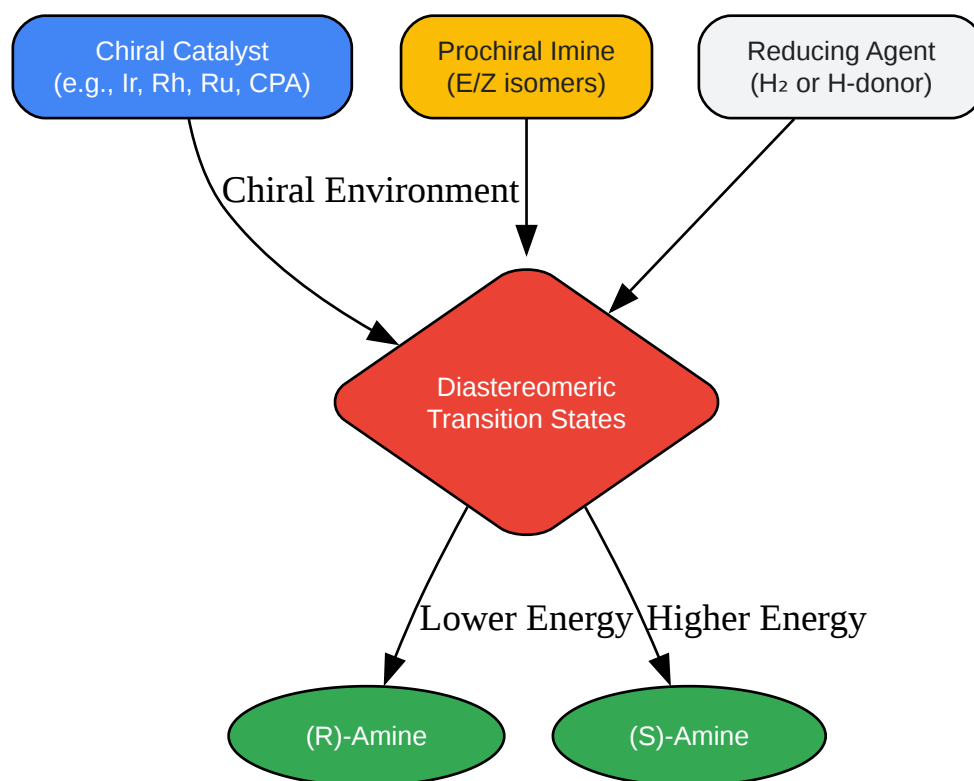 Chiral Catalyst
(e.g., Ir, Rh, Ru, CPA)
Prochiral Imine
(E/Z isomers)
Reducing Agent
(H₂ or H-donor)
Chiral Environment
Diastereomeric
Transition States
Lower Energy
Higher Energy
(R)-Amine
(S)-Amine